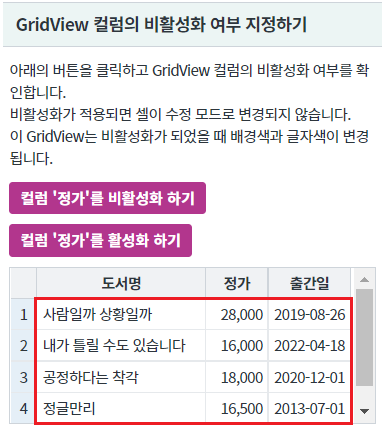 GridView 컬럼의 비활성화 여부 지정하기
아래의 버튼을 클릭하고 GridView 컬럼의 비활성화 여부를 확
인합니다.
비활성화가 적용되면 셀이 수정 모드로 변경되지 않습니다.
이 GridView는 비활성화가 되었을 때 배경색과 글자색이 변경
됩니다.
컬럼 '정가'를 비활성화 하기
컬럼 '정가'를 활성화 하기
도서명 정가 출간일
1 사람일까 상황일까 28,000 2019-08-26
2 내가 틀릴 수도 있습니다 16,000 2022-04-18
3 공정하다는 착각 18,000 2020-12-01
4 정글만리 16,500 2013-07-01